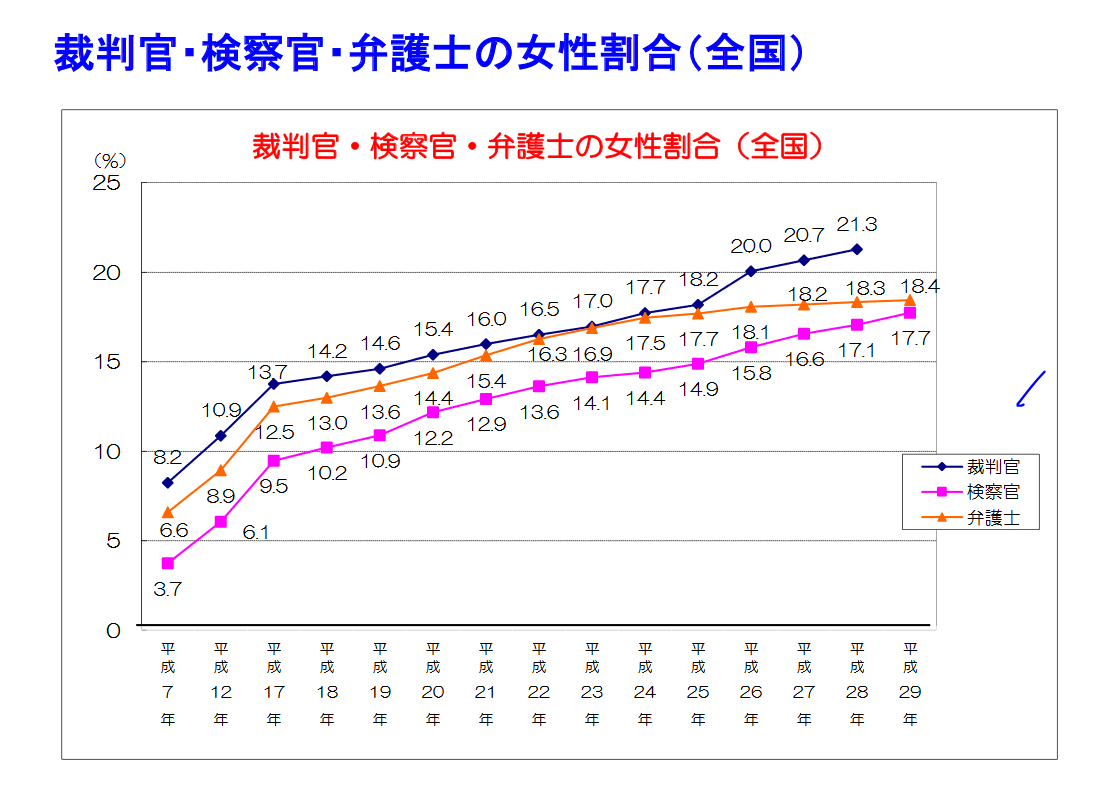 裁判官・検察官・弁護士の女性割合(全国)
裁判官・検察官・弁護士の女性割合（全国）
(%)
25
20
15
10
5
0
8.2 10.9 13.7 14.2 14.6 15.4 16.0 16.5 17.0 17.7 18.2 20.0 20.7 21.3
6.6 8.9 12.5 13.0 13.6 14.4 15.4 16.3 16.9 17.5 17.7 18.1 18.2 18.3 18.4
3.7 6.1 9.5 10.2 10.9 12.2 12.9 13.6 14.1 14.4 14.9 15.8 16.6 17.1 17.7
裁判官
検察官
弁護士
平成7年 平成12年 平成17年 平成18年 平成19年 平成20年 平成21年 平成22年 平成23年 平成24年 平成25年 平成26年 平成27年 平成28年 平成29年